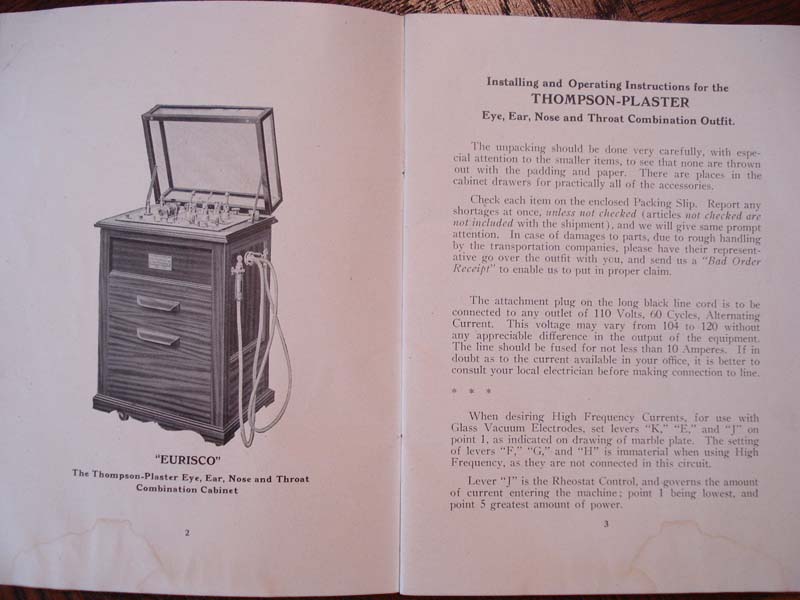 "EURISCO"
The Thompson-Plaster Eye, Ear, Nose and Throat
Combination Cabinet
2
Installing and Operating Instructions for the
THOMPSON-PLASTER
Eye, Ear, Nose and Throat Combination Outfit.
The unpacking should be done very carefully, with espe-
cial attention to the smaller items, to see that none are thrown
out with the padding and paper. There are places in the
cabinet drawers for practically all of the accessories.
Check each item on the enclosed Packing Slip. Report any
shortages at once, unless not checked (articles not checked are
not included with the shipment), and we will give same prompt
attention. In case of damages to parts, due to rough handling
by the transportation companies, please have their represent-
ative go over the outfit with you, and send us a "Bad Order
Receipt" to enable us to put in proper claim.
The attachment plug on the long black line cord is to be
connected to any outlet of 110 Volts, 60 Cycles, Alternating
Current. This voltage may vary from 104 to 120 without
any appreciable difference in the output of the equipment.
The line should be fused for not less than 10 Amperes. If in
doubt as to the current available in your office, it is better to
consult your local electrician before making connection to line.
* * *
When desiring High Frequency Currents, for use with
Glass Vacuum Electrodes, set levers "K," "E," and "J" on
point 1, as indicated on drawing of marble plate. The setting
of levers "F," "G," and "H" is immaterial when using High
Frequency, as they are not connected in this circuit.
Lever "J" is the Rheostat Control, and governs the amount
of current entering the machine; point 1 being lowest, and
point 5 greatest amount of power.
3